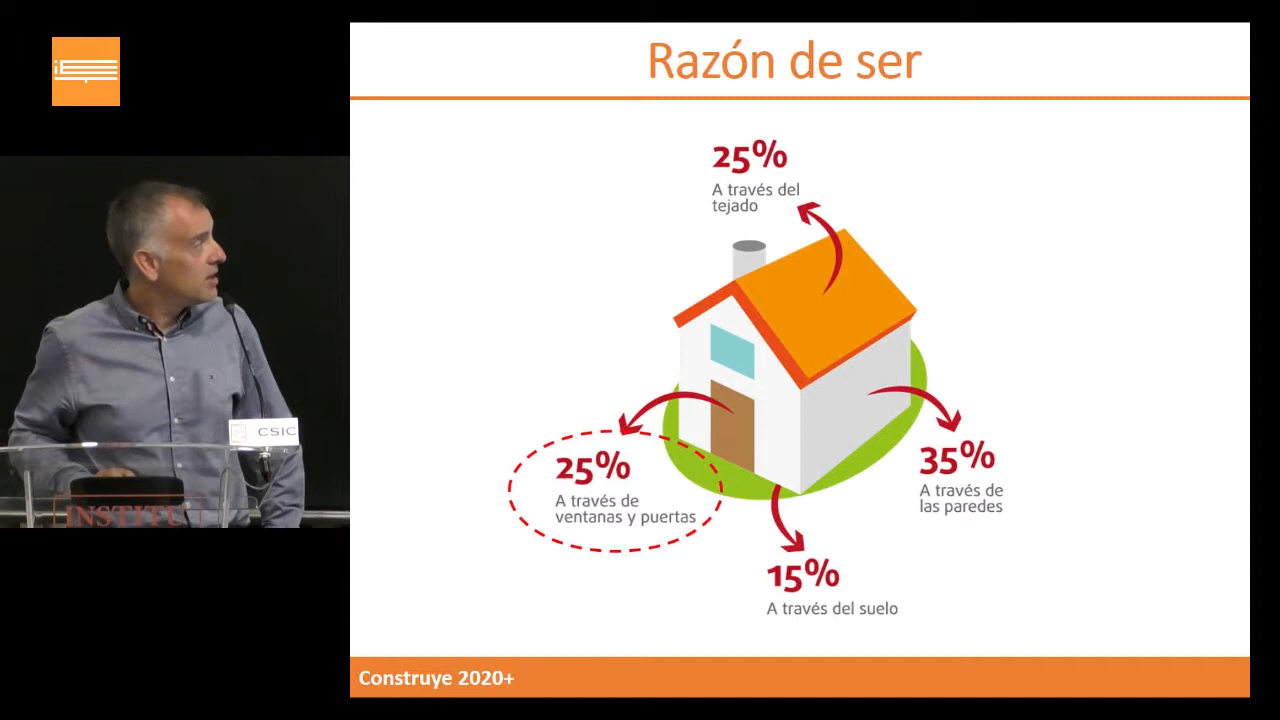 Razón de ser
25%
A través del
tejado
25%
A través de
ventanas y puertas
35%
A través de
las paredes
15%
A través del suelo
CSIC
INSTITU
Construye 2020+